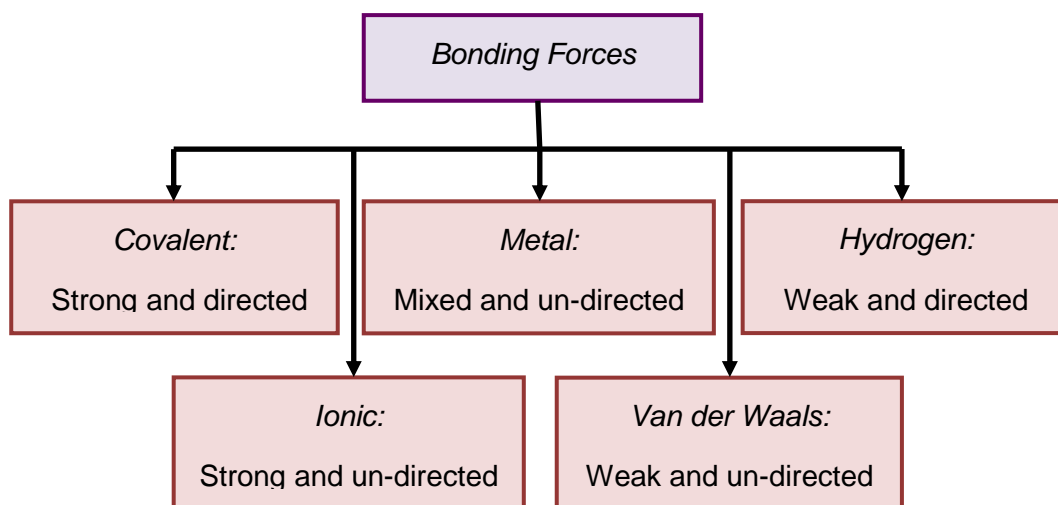 Bonding Forces
Covalent:
Strong and directed
Metal:
Mixed and un-directed
Hydrogen:
Weak and directed
Ionic:
Strong and un-directed
Van der Waals:
Weak and un-directed